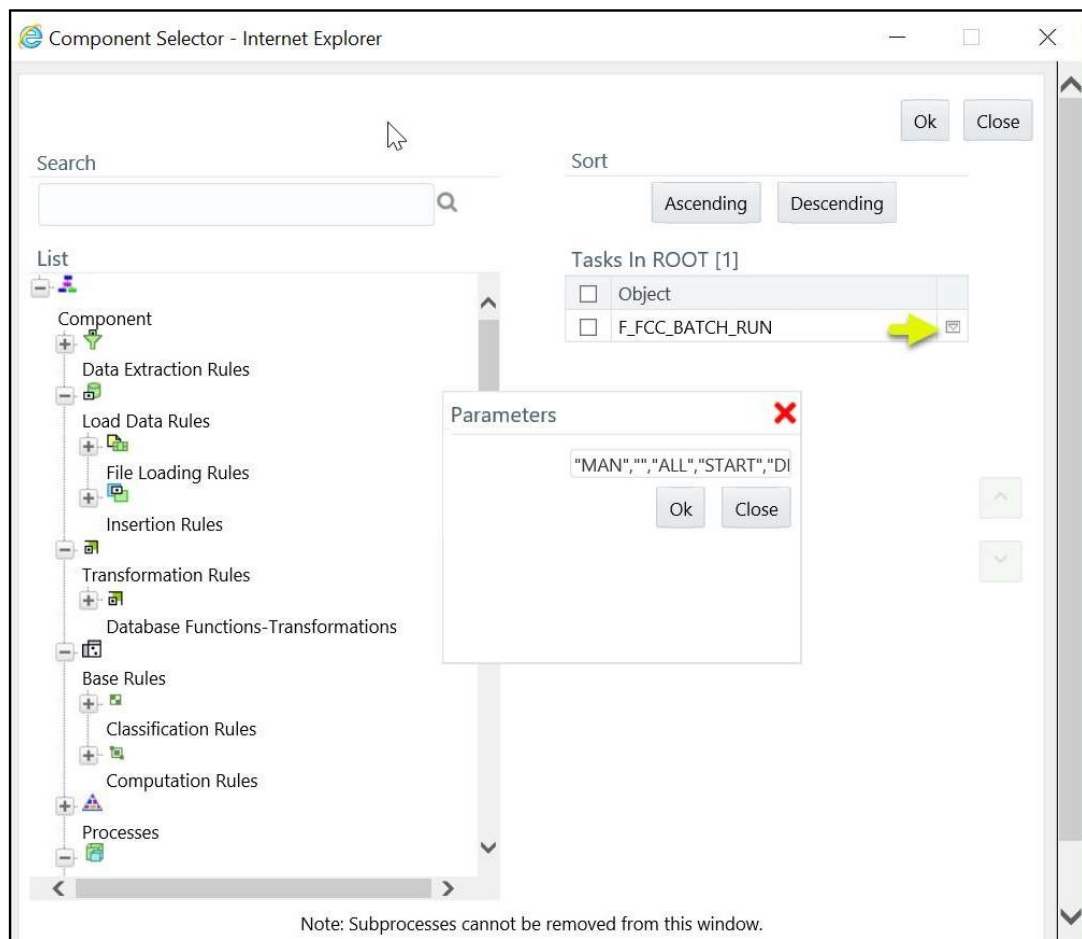 Component Selector - Internet Explorer
Ok Close
Search
Sort
Ascending Descending
List
Tasks In ROOT [1]
Object
F_FCC_BATCH_RUN
Component
Data Extraction Rules
Load Data Rules
File Loading Rules
Insertion Rules
Transformation Rules
Database Functions-Transformations
Base Rules
Classification Rules
Computation Rules
Processes
Parameters
"MAN","","ALL","START","DI
Ok Close
Note: Subprocesses cannot be removed from this window.